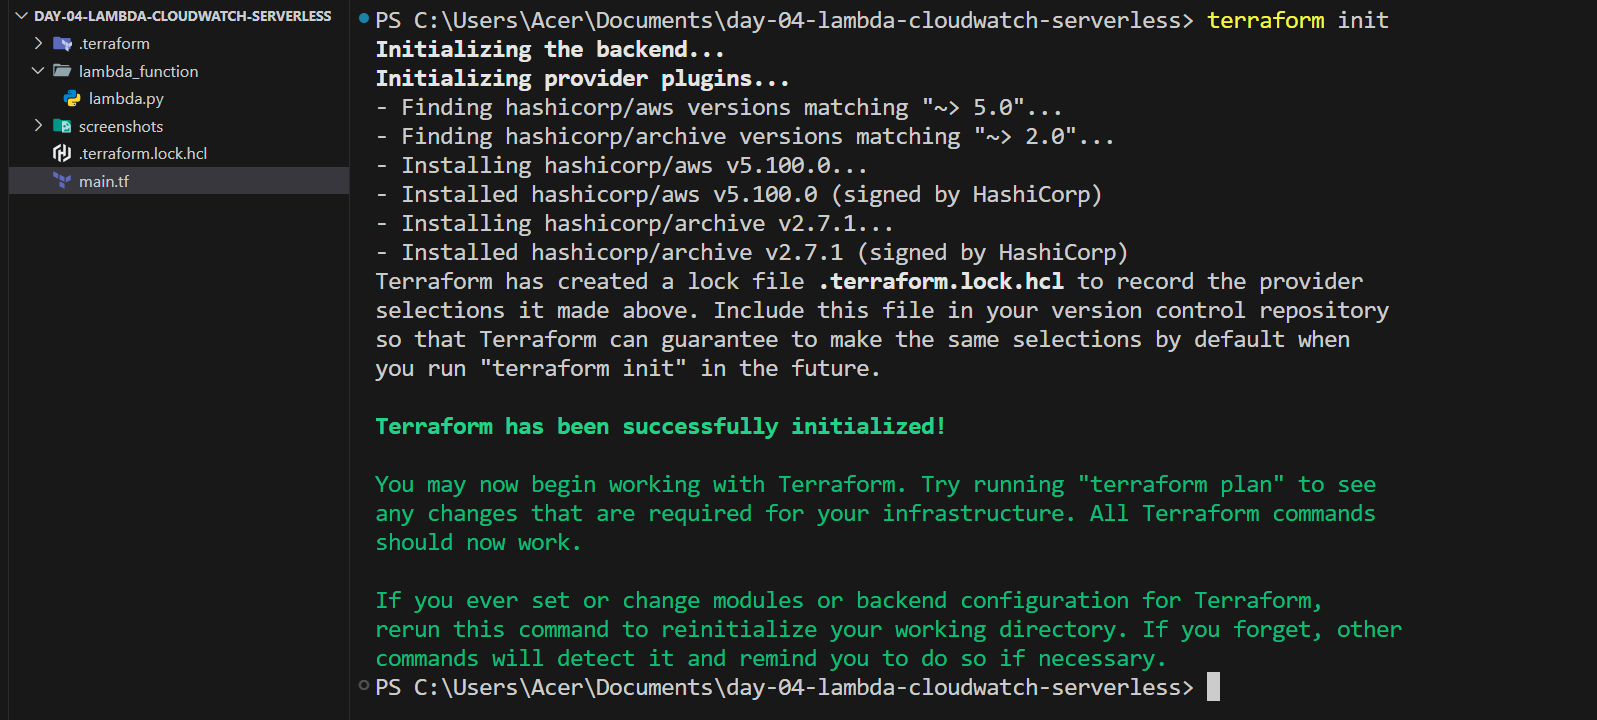 DAY-04-LAMBDA-CLOUDWATCH-SERVERLESS
.terraform
lambda_function
lambda.py
screenshots
.terraform.lock.hcl
main.tf
PS C:\Users\Acer\Documents\day-04-lambda-cloudwatch-serverless> terraform init
Initializing the backend...
Initializing provider plugins...
- Finding hashicorp/aws versions matching "~> 5.0"...
- Finding hashicorp/archive versions matching "~> 2.0"...
- Installing hashicorp/aws v5.100.0...
- Installed hashicorp/aws v5.100.0 (signed by HashiCorp)
- Installing hashicorp/archive v2.7.1...
- Installed hashicorp/archive v2.7.1 (signed by HashiCorp)
Terraform has created a lock file .terraform.lock.hcl to record the provider
selections it made above. Include this file in your version control repository
so that Terraform can guarantee to make the same selections by default when
you run "terraform init" in the future.
Terraform has been successfully initialized!
You may now begin working with Terraform. Try running "terraform plan" to see
any changes that are required for your infrastructure. All Terraform commands
should now work.
If you ever set or change modules or backend configuration for Terraform,
rerun this command to reinitialize your working directory. If you forget, other
commands will detect it and remind you to do so if necessary.
PS C:\Users\Acer\Documents\day-04-lambda-cloudwatch-serverless>